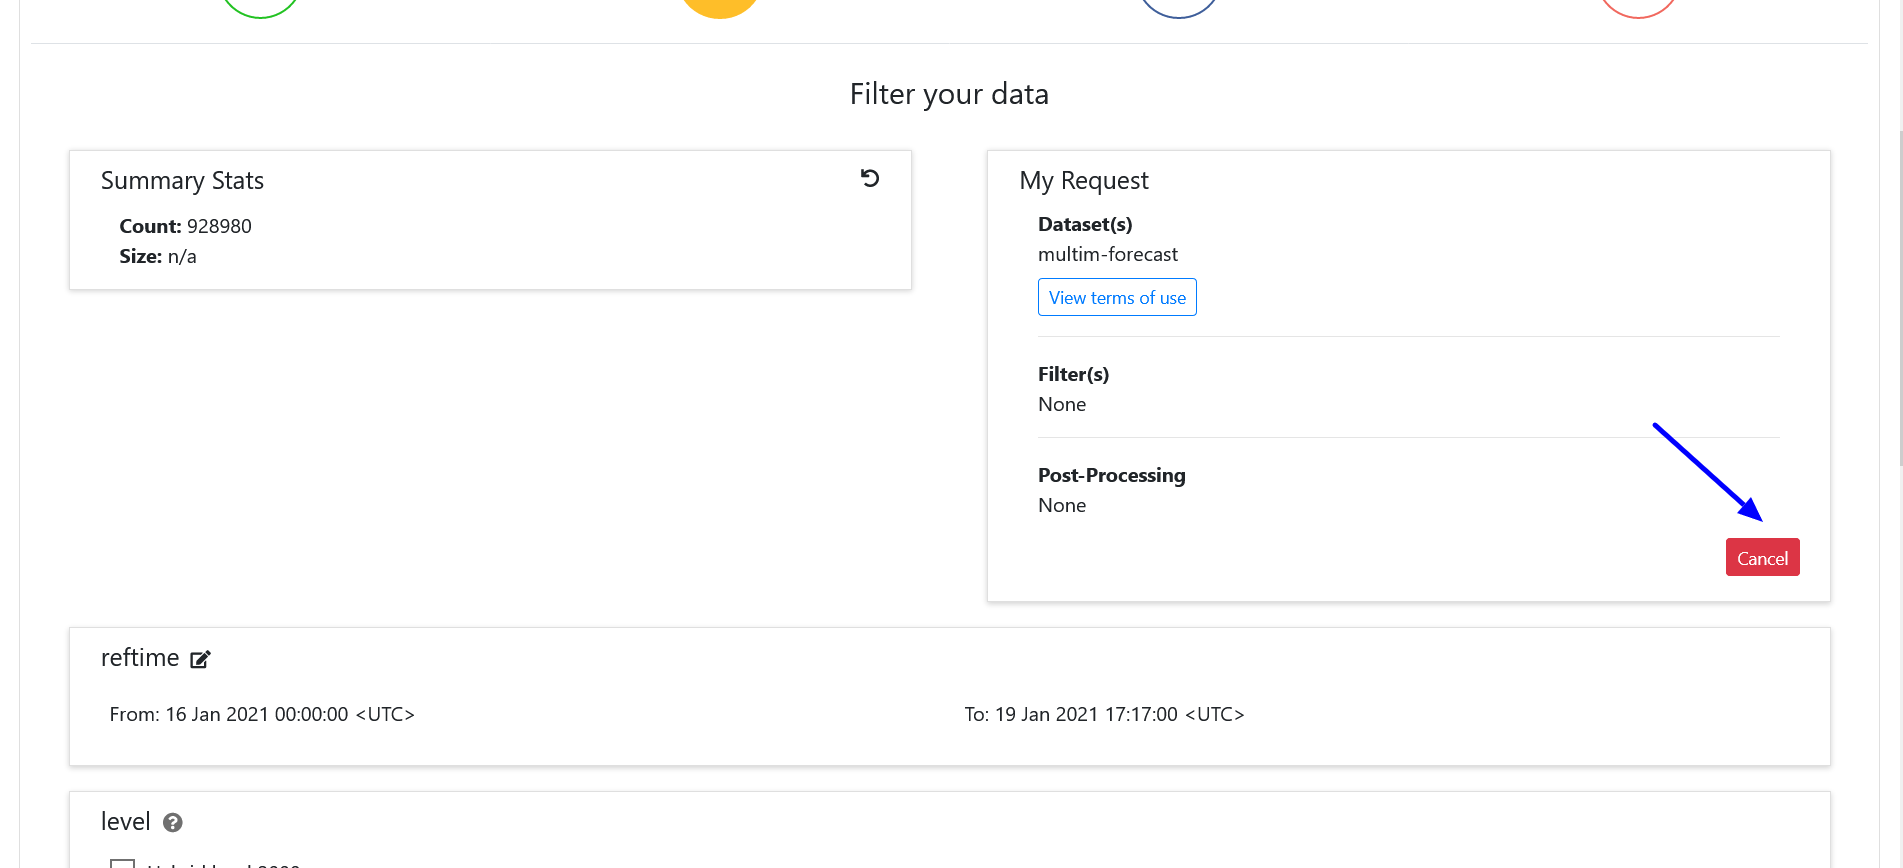 Filter your data
Summary Stats
Count: 928980
Size: n/a
My Request
Dataset(s)
multim-forecast
View terms of use
Filter(s)
None
Post-Processing
None
Cancel
reftime
From: 16 Jan 2021 00:00:00 <UTC>
To: 19 Jan 2021 17:17:00 <UTC>
level